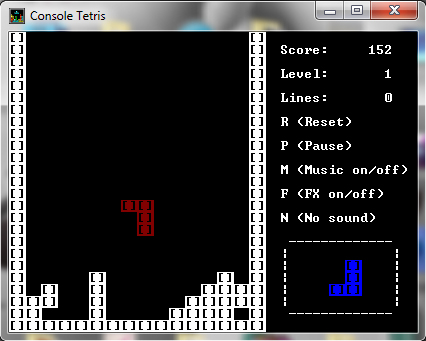 Console Tetris
Score: 152
Level: 1
Lines: 0
R (Reset)
P (Pause)
M (Music on/off)
F (FX on/off)
N (No sound)